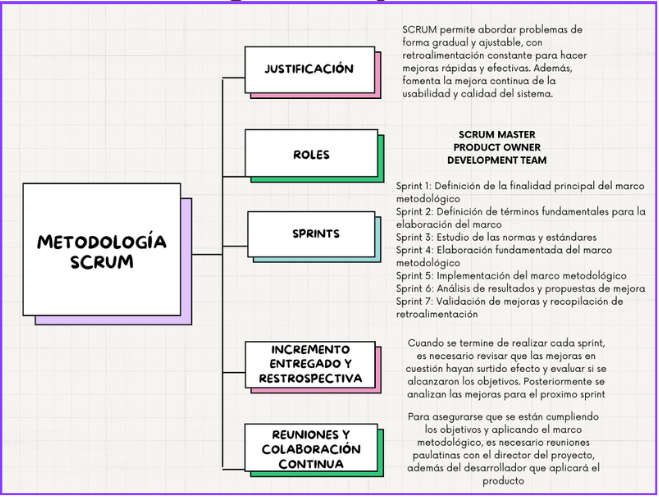 METODOLOGÍA
SCRUM
JUSTIFICACIÓN
SCRUM permite abordar problemas de
forma gradual y ajustable, con
retroalimentación constante para hacer
mejoras rápidas y efectivas. Además,
fomenta la mejora continua de la
usabilidad y calidad del sistema.
ROLES
SCRUM MASTER
PRODUCT OWNER
DEVELOPMENT TEAM
SPRINTS
Sprint 1: Definición de la finalidad principal del marco
metodológico
Sprint 2: Definición de términos fundamentales para la
elaboración del marco
Sprint 3: Estudio de las normas y estándares
Sprint 4: Elaboración fundamentada del marco
metodológico
Sprint 5: Implementación del marco metodológico
Sprint 6: Análisis de resultados y propuestas de mejora
Sprint 7: Validación de mejoras y recopilación de
retroalimentación
INCREMENTO
ENTREGADO Y
RESTROSPECTIVA
Cuando se termine de realizar cada sprint,
es necesario revisar que las mejoras en
cuestión hayan surtido efecto y evaluar si se
alcanzaron los objetivos. Posteriormente se
analizan las mejoras para el proximo sprint
REUNIONES Y
COLABORACIÓN
CONTINUA
Para asegurarse que se están cumpliendo
los objetivos y aplicando el marco
metodológico, es necesario reuniones
paulatinas con el director del proyecto,
además del desarrollador que aplicará el
producto